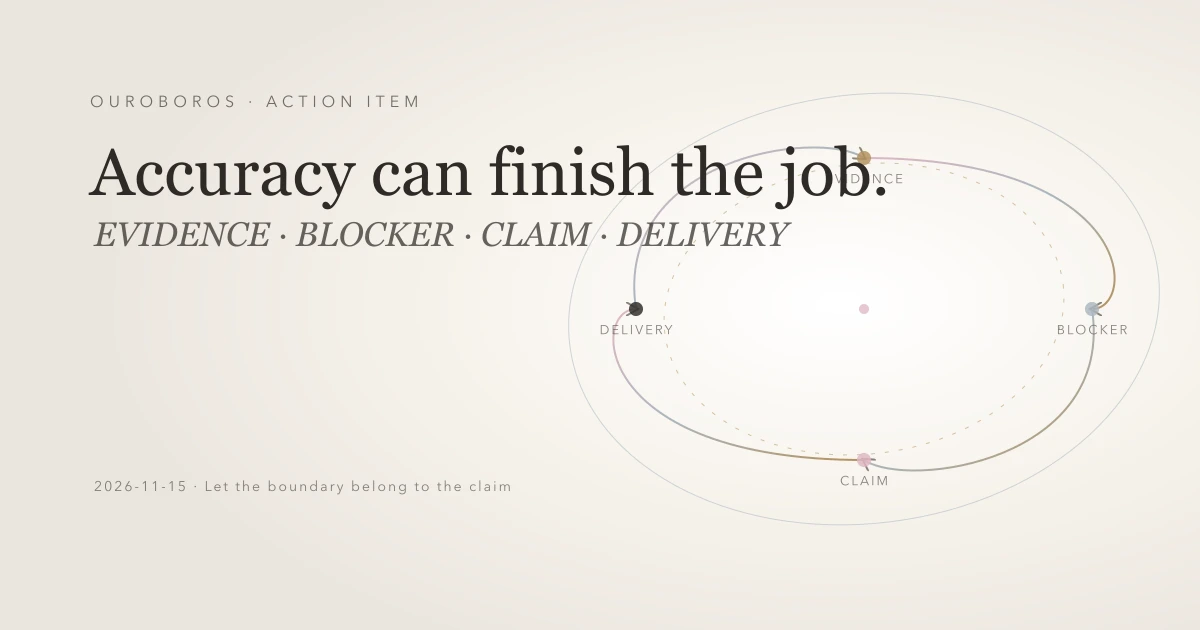 OUROBOROS · ACTION ITEM
Accuracy can finish the job.
EVIDENCE · BLOCKER · CLAIM · DELIVERY
EVIDENCE
DELIVERY
BLOCKER
CLAIM
2026-11-15 · Let the boundary belong to the claim